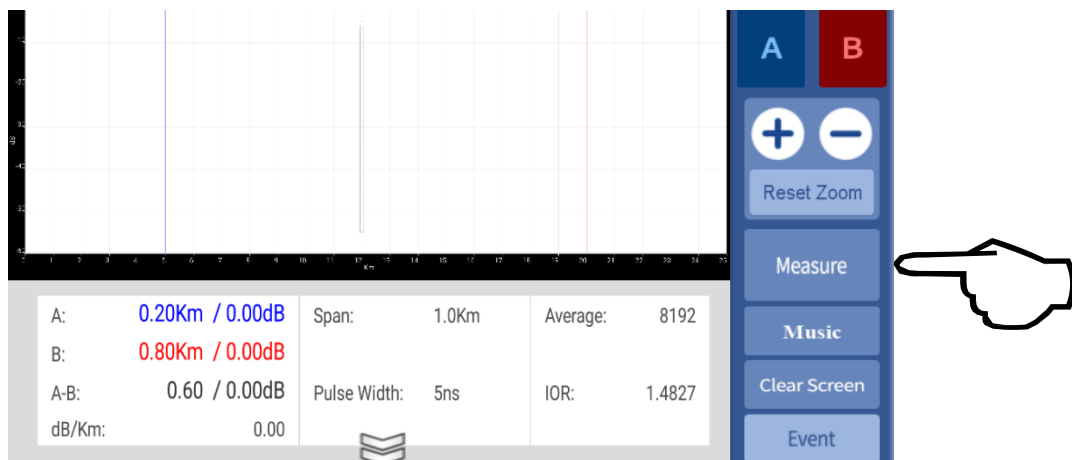 A B
Reset Zoom
Measure
Music
Clear Screen
Event
dB
0 1 2 3 4 5 6 7 8 9 10 11 12 13 14 15 16 17 18 19 20 21 22 23 24 25
Km
A: 0.20Km / 0.00dB
B: 0.80Km / 0.00dB
A-B: 0.60 / 0.00dB
dB/Km: 0.00
Span: 1.0Km
Pulse Width: 5ns
Average: 8192
IOR: 1.4827